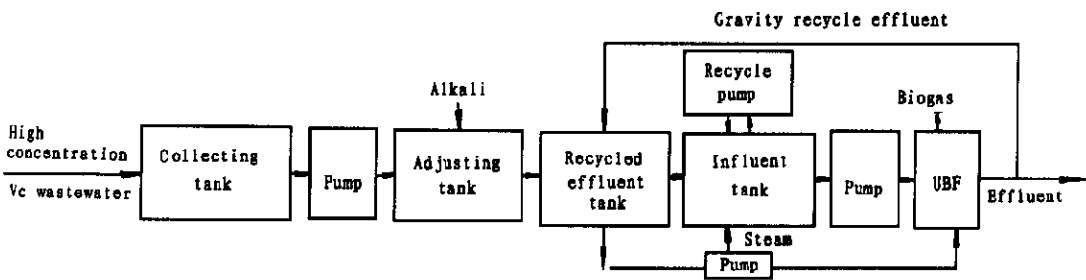 Gravity recycle effluent
Recycle
pump
Alkali
Biogas
High
concentration
Vc wastewater
Collecting
tank
Pump
Adjusting
tank
Recycled
effluent
tank
Influent
tank
Pump
UBF
Effluent
Steam
Pump